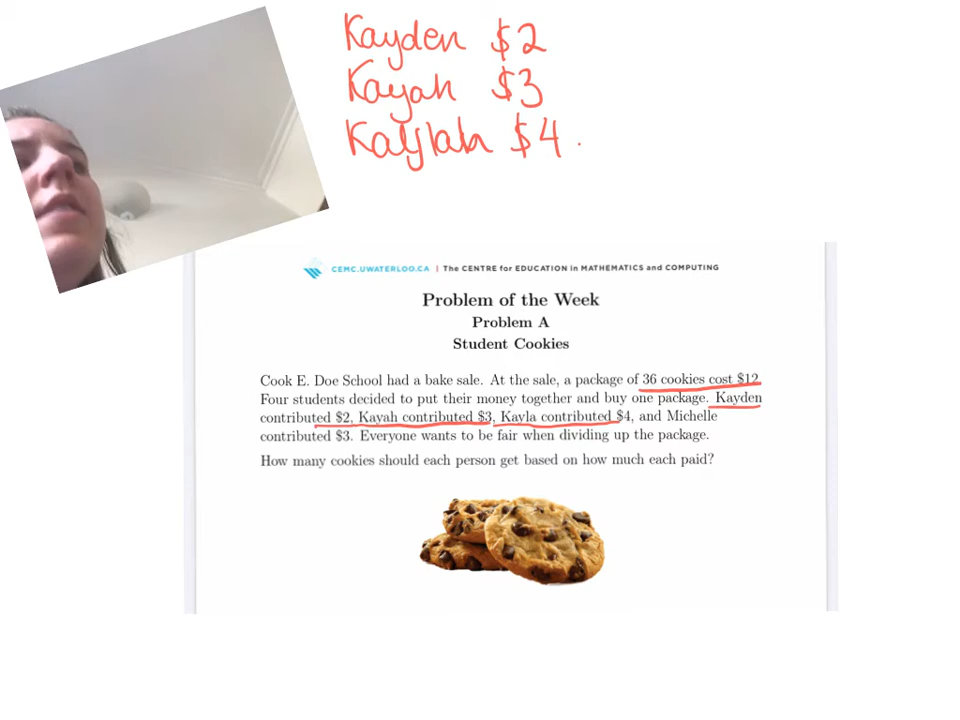 Kayden $2
Kayah $3
Kaylah $4.
CEMC.UWATERLOO.CA | The CENTRE for EDUCATION in MATHEMATICS and COMPUTING
Problem of the Week
Problem A
Student Cookies
Cook E. Doe School had a bake sale. At the sale, a package of 36 cookies cost $12.
Four students decided to put their money together and buy one package. Kayden
contributed $2, Kayah contributed $3, Kayla contributed $4, and Michelle
contributed $3. Everyone wants to be fair when dividing up the package.
How many cookies should each person get based on how much each paid?